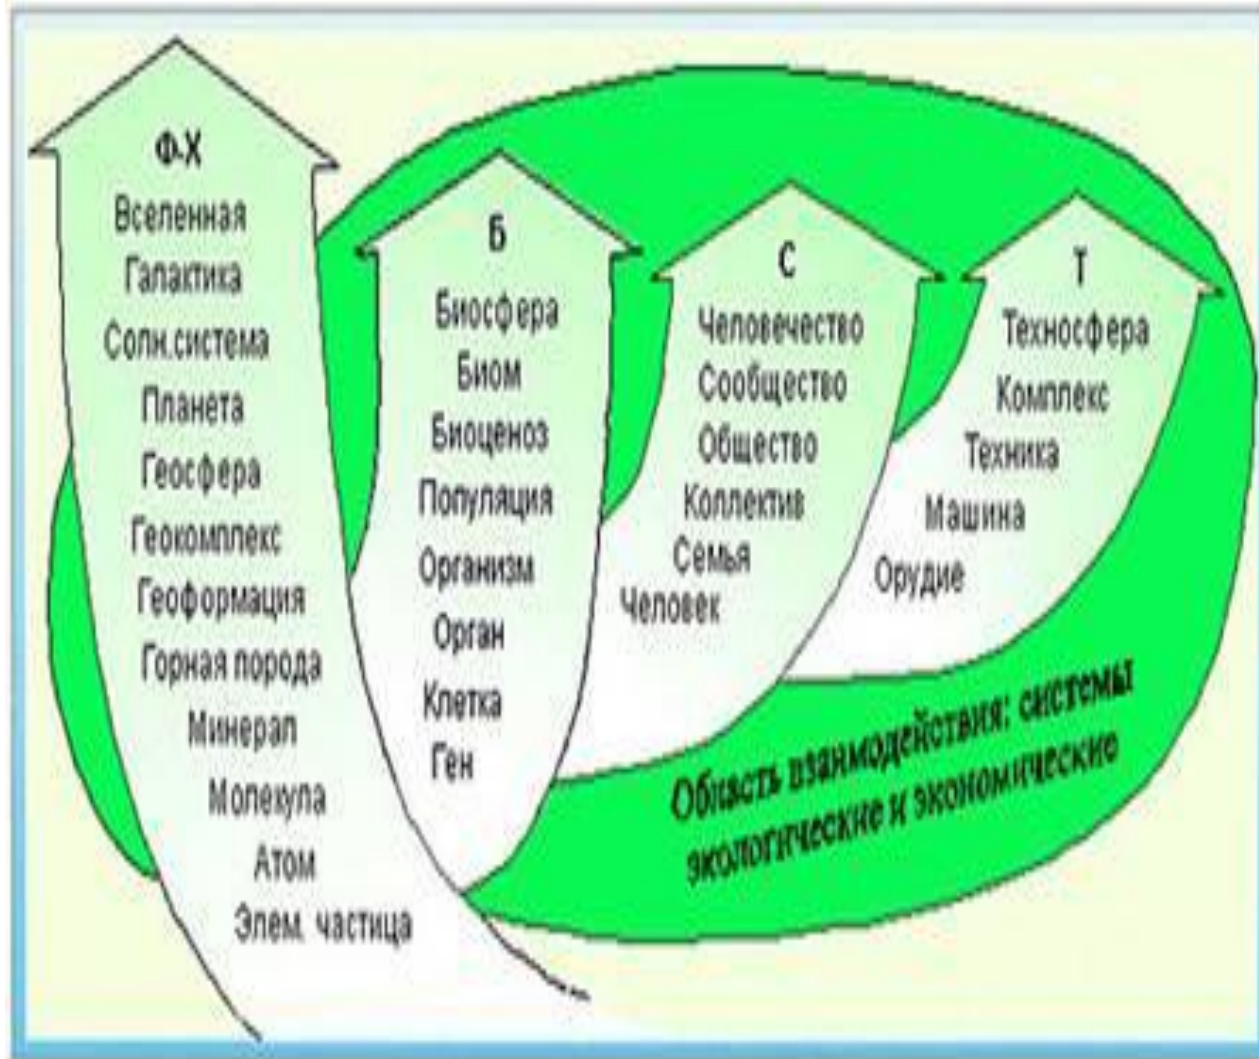 Ф-Х
Вселенная
Галактика
Солн.система
Планета
Геосфера
Геокомплекс
Геоформация
Горная порода
Минерал
Молекула
Атом
Элем. частица
Б
Биосфера
Биом
Биоценоз
Популяция
Организм
Орган
Клетка
Ген
С
Человечество
Сообщество
Общество
Коллектив
Семья
Человек
Т
Техносфера
Комплекс
Техника
Машина
Орудие
Область взаимодействия: системы
экологические и экономические